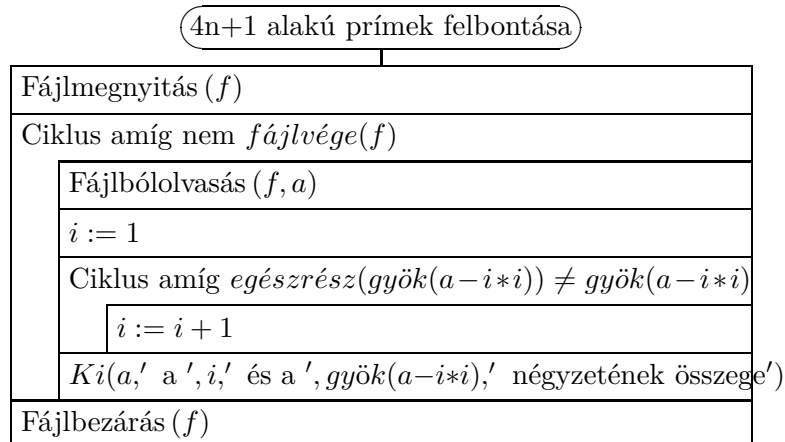 4n+1 alakú prímek felbontása
Fájlmegnyitás (f)
Ciklus amíg nem fájlvége(f)
Fájlbólolvasás (f, a)
i := 1
Ciklus amíg egészrész(gyök(a−i∗i)) ≠ gyök(a−i∗i)
i := i + 1
Ki(a,′ a ′, i,′ és a ′, gyök(a−i∗i),′ négyzetének összege′)
Fájlbezárás (f)